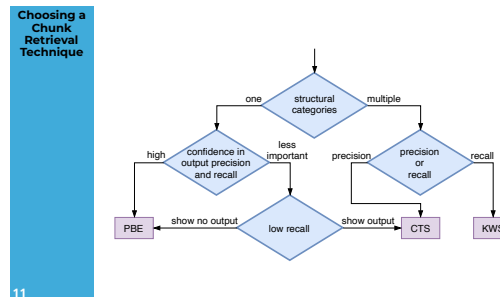 Choosing a
Chunk
Retrieval
Technique
structural
categories
one
multiple
confidence in
output precision
and recall
high
less
important
precision
or
recall
precision
recall
low recall
show no output
show output
PBE
CTS
KWS
11